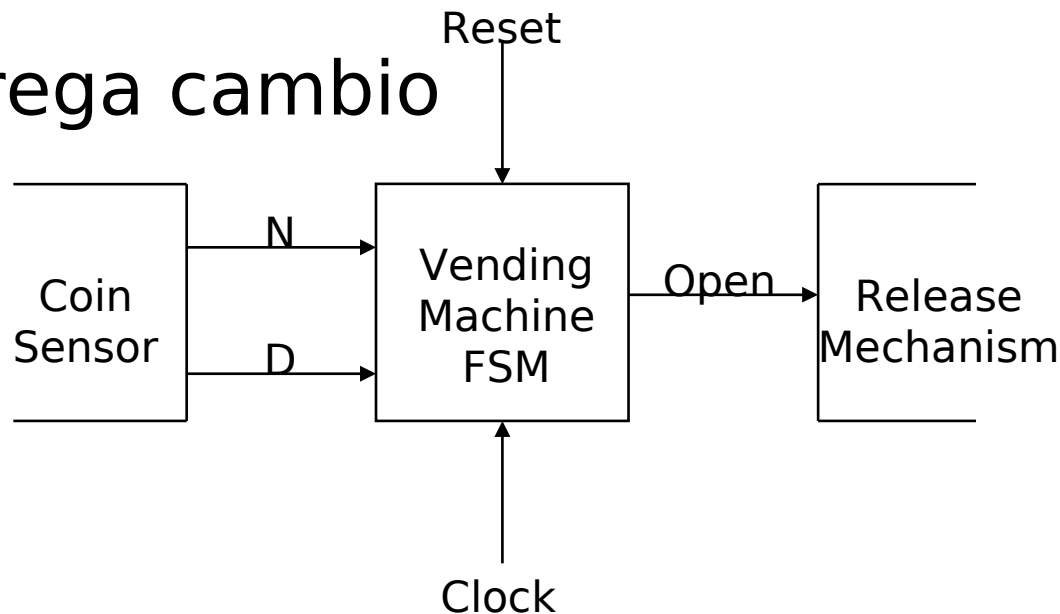 Reset
rega cambio
N
Vending
Machine
FSM
Open
Coin
Sensor
Release
Mechanism
D
Clock